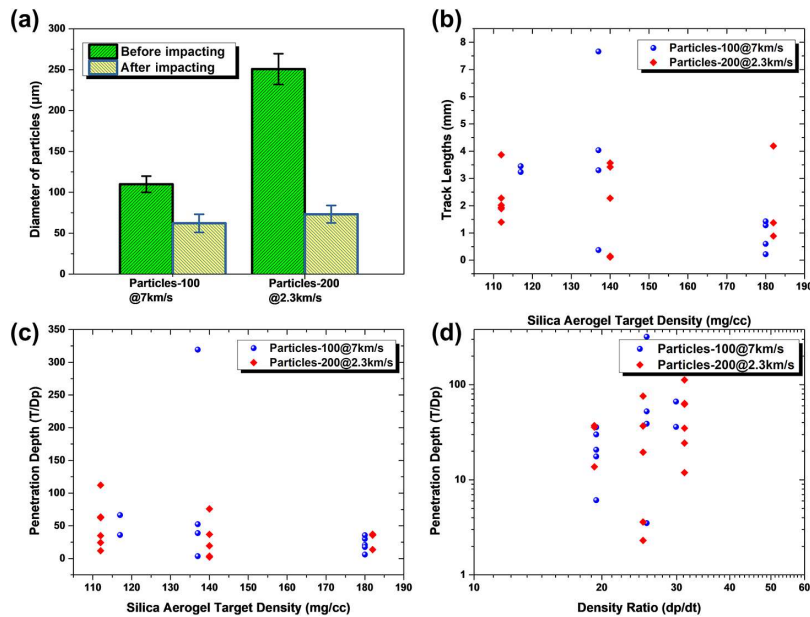 (a)
Before impacting
After impacting
350
300
250
200
150
100
50
0
Diameter of particles (µm)
Particles-100
@7km/s
Particles-200
@2.3km/s
(b)
Particles-100@7km/s
Particles-200@2.3km/s
8
7
6
5
4
3
2
1
0
Track Lengths (mm)
110 120 130 140 150 160 170 180 190
Silica Aerogel Target Density (mg/cc)
(c)
Particles-100@7km/s
Particles-200@2.3km/s
350
300
250
200
150
100
50
0
Penetration Depth (T/Dp)
110 120 130 140 150 160 170 180 190
Silica Aerogel Target Density (mg/cc)
(d)
Particles-100@7km/s
Particles-200@2.3km/s
100
10
1
Penetration Depth (T/Dp)
10 20 30 40 50 60
Density Ratio (dp/dt)